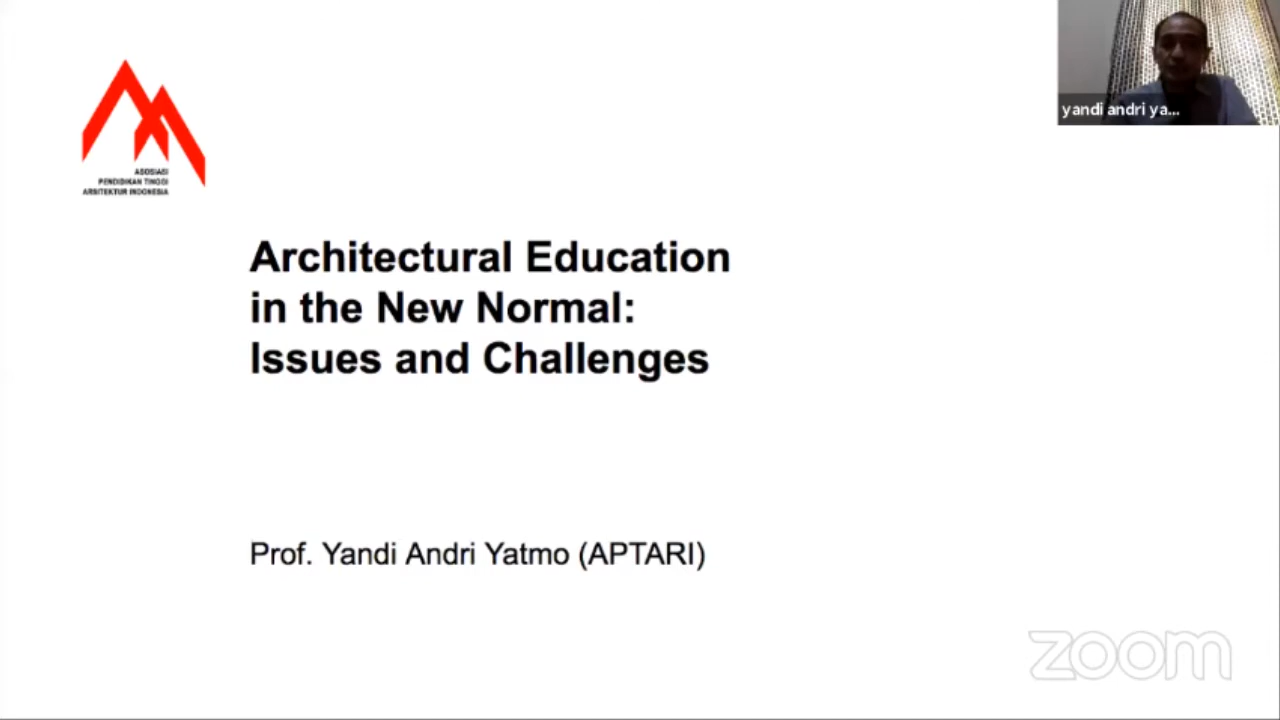 yandi andri ya...
ASOSIASI
PENDIDIKAN TINGGI
ARSITEKTUR INDONESIA
Architectural Education
in the New Normal:
Issues and Challenges
Prof. Yandi Andri Yatmo (APTARI)
zoom